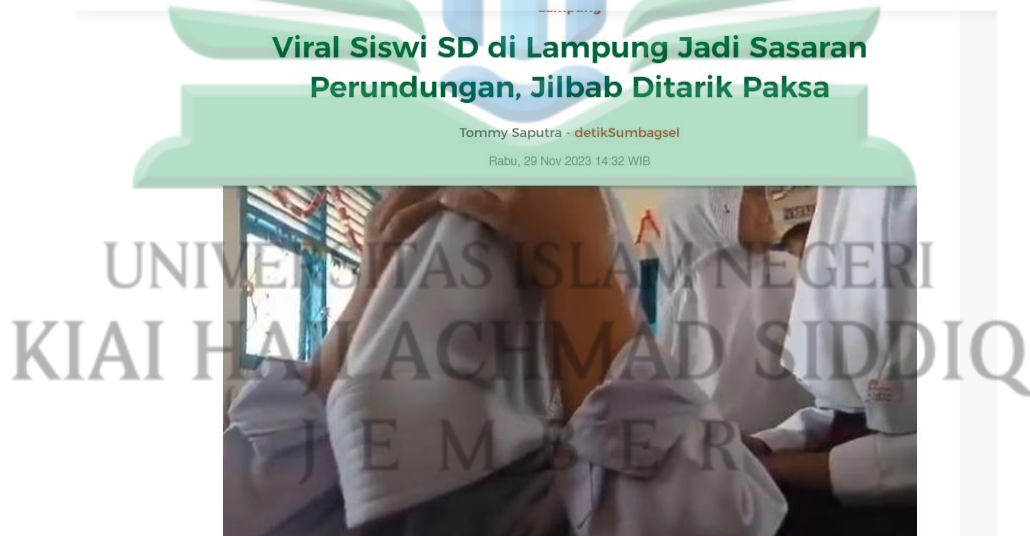 Lampung
Viral Siswi SD di Lampung Jadi Sasaran
Perundungan, Jilbab Ditarik Paksa
Tommy Saputra - detikSumbagsel
Rabu, 29 Nov 2023 14:32 WIB
UNIVERSITAS ISLAM NEGERI
KIAI HAJI ACHMAD SIDDIQ
JEMBER